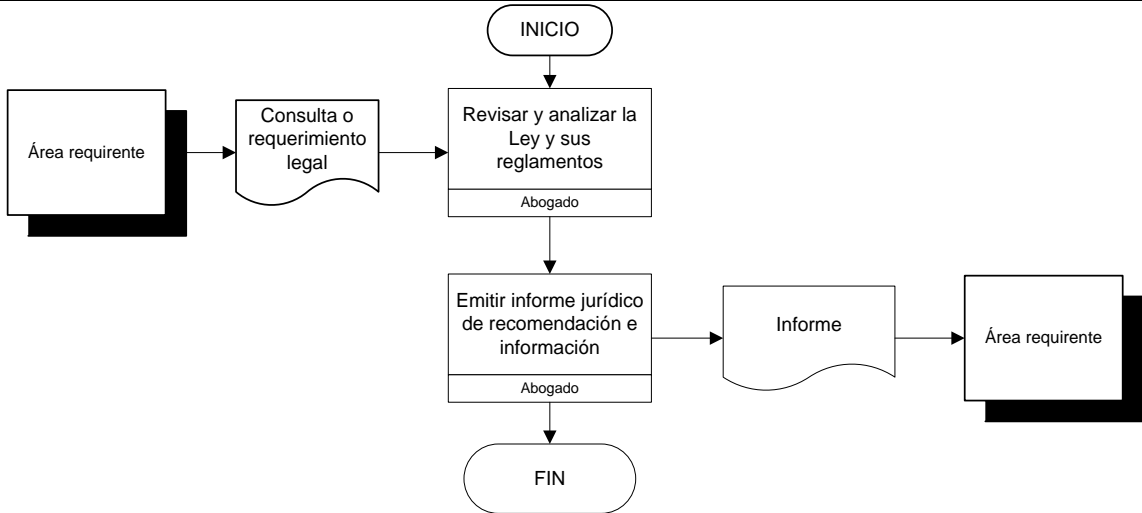 INICIO
Área requirente
Consulta o
requerimiento
legal
Revisar y analizar la
Ley y sus
reglamentos
Abogado
Emitir informe jurídico
de recomendación e
información
Abogado
Informe
Área requirente
FIN